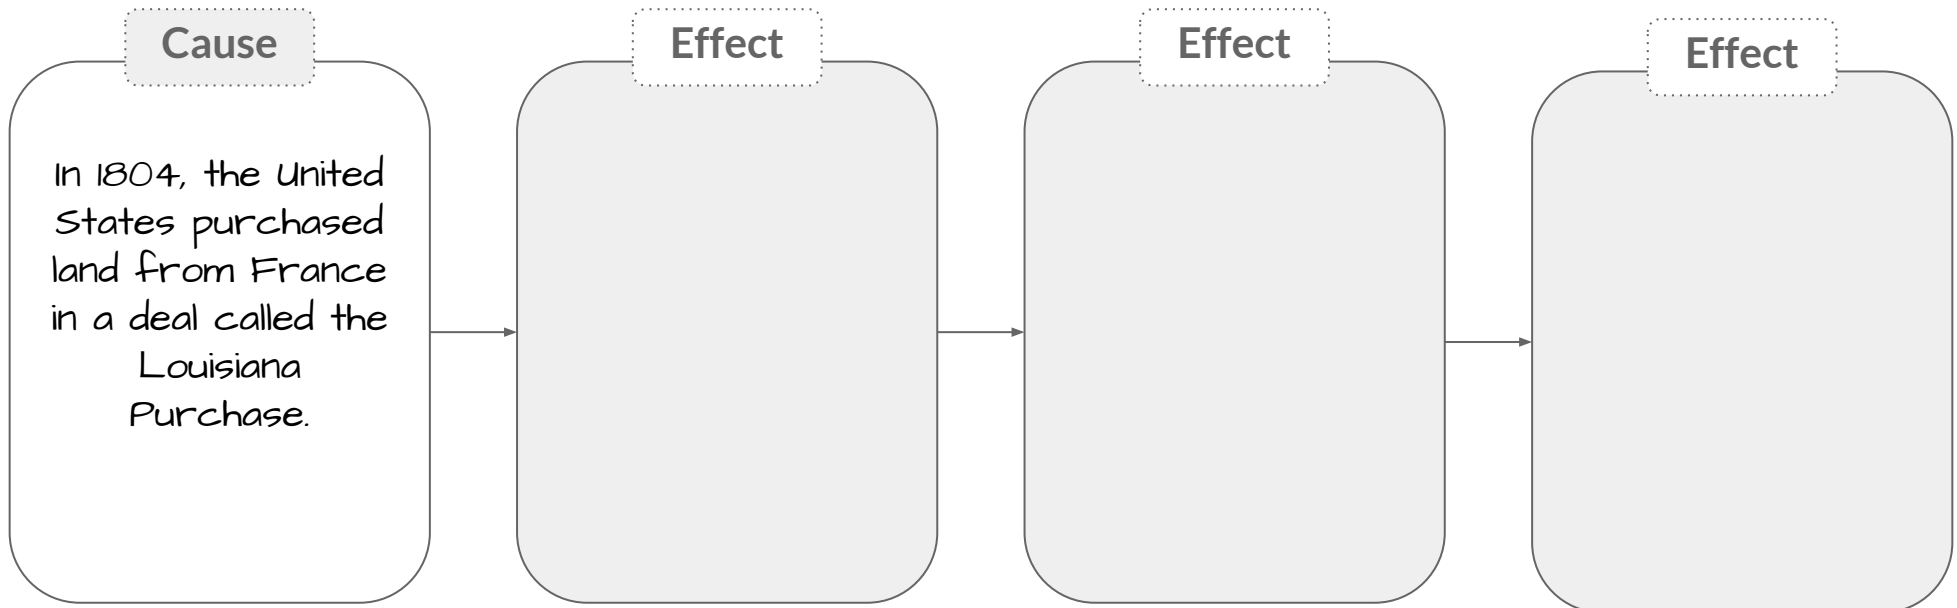 Cause
In 1804, the United
States purchased
land from France
in a deal called the
Louisiana
Purchase.
Effect
Effect
Effect